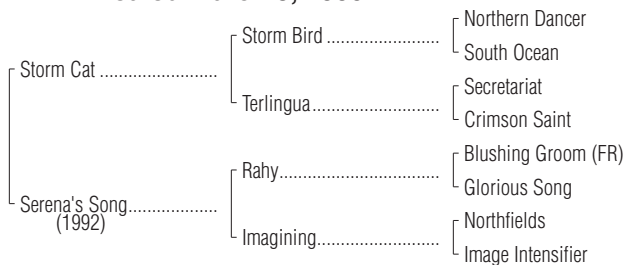 Northern Dancer
Storm Bird ........................
South Ocean
Storm Cat .........................
Secretariat
Terlingua..........................
Crimson Saint
Blushing Groom (FR)
Rahy..................................
Glorious Song
Serena's Song...................
(1992)
Northfields
Imagining..........................
Image Intensifier